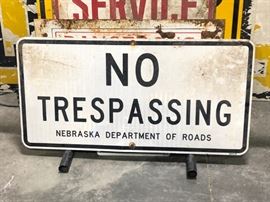 SERVICE
NO
TRESPASSING
NEBRASKA DEPARTMENT OF ROADS